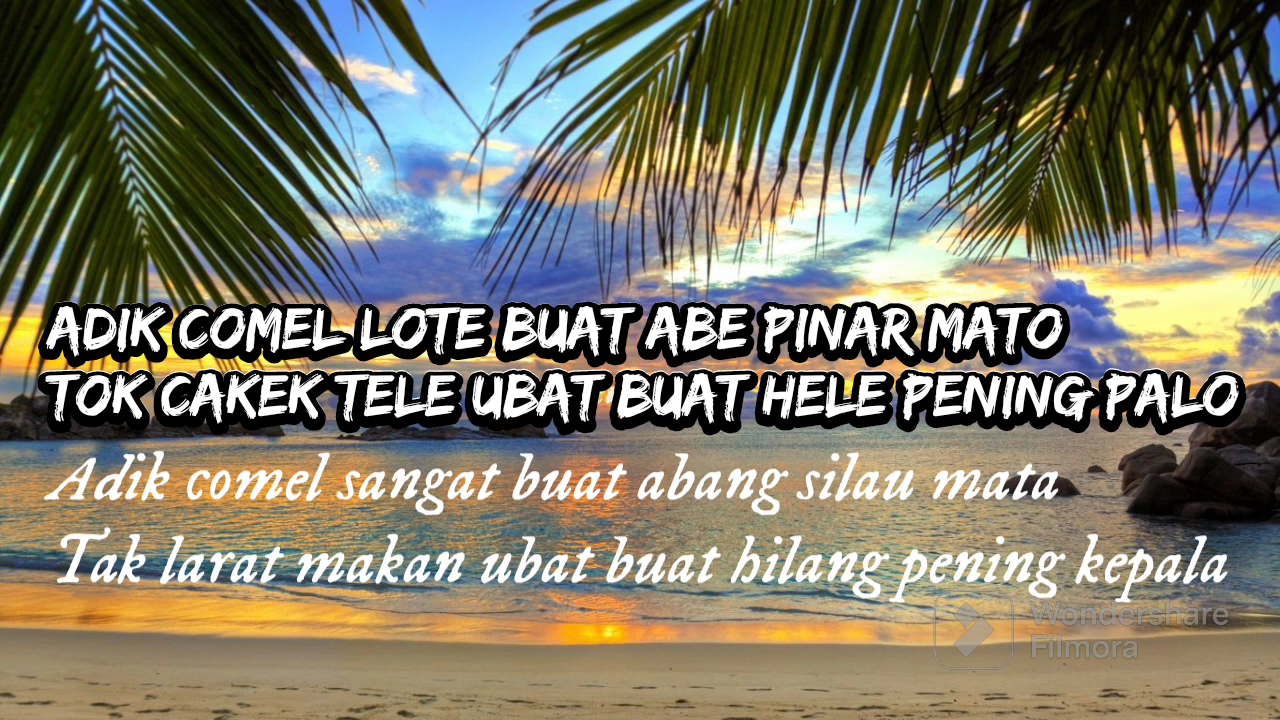 ADIK COMEL LOTE BUAT ABE PINAR MATO
TOK CAKEK TELE UBAT BUAT HELE PENING PALO
Adik comel sangat buat abang silau mata
Tak larat makan ubat buat hilang pening kepala
Wondershare
Filmora